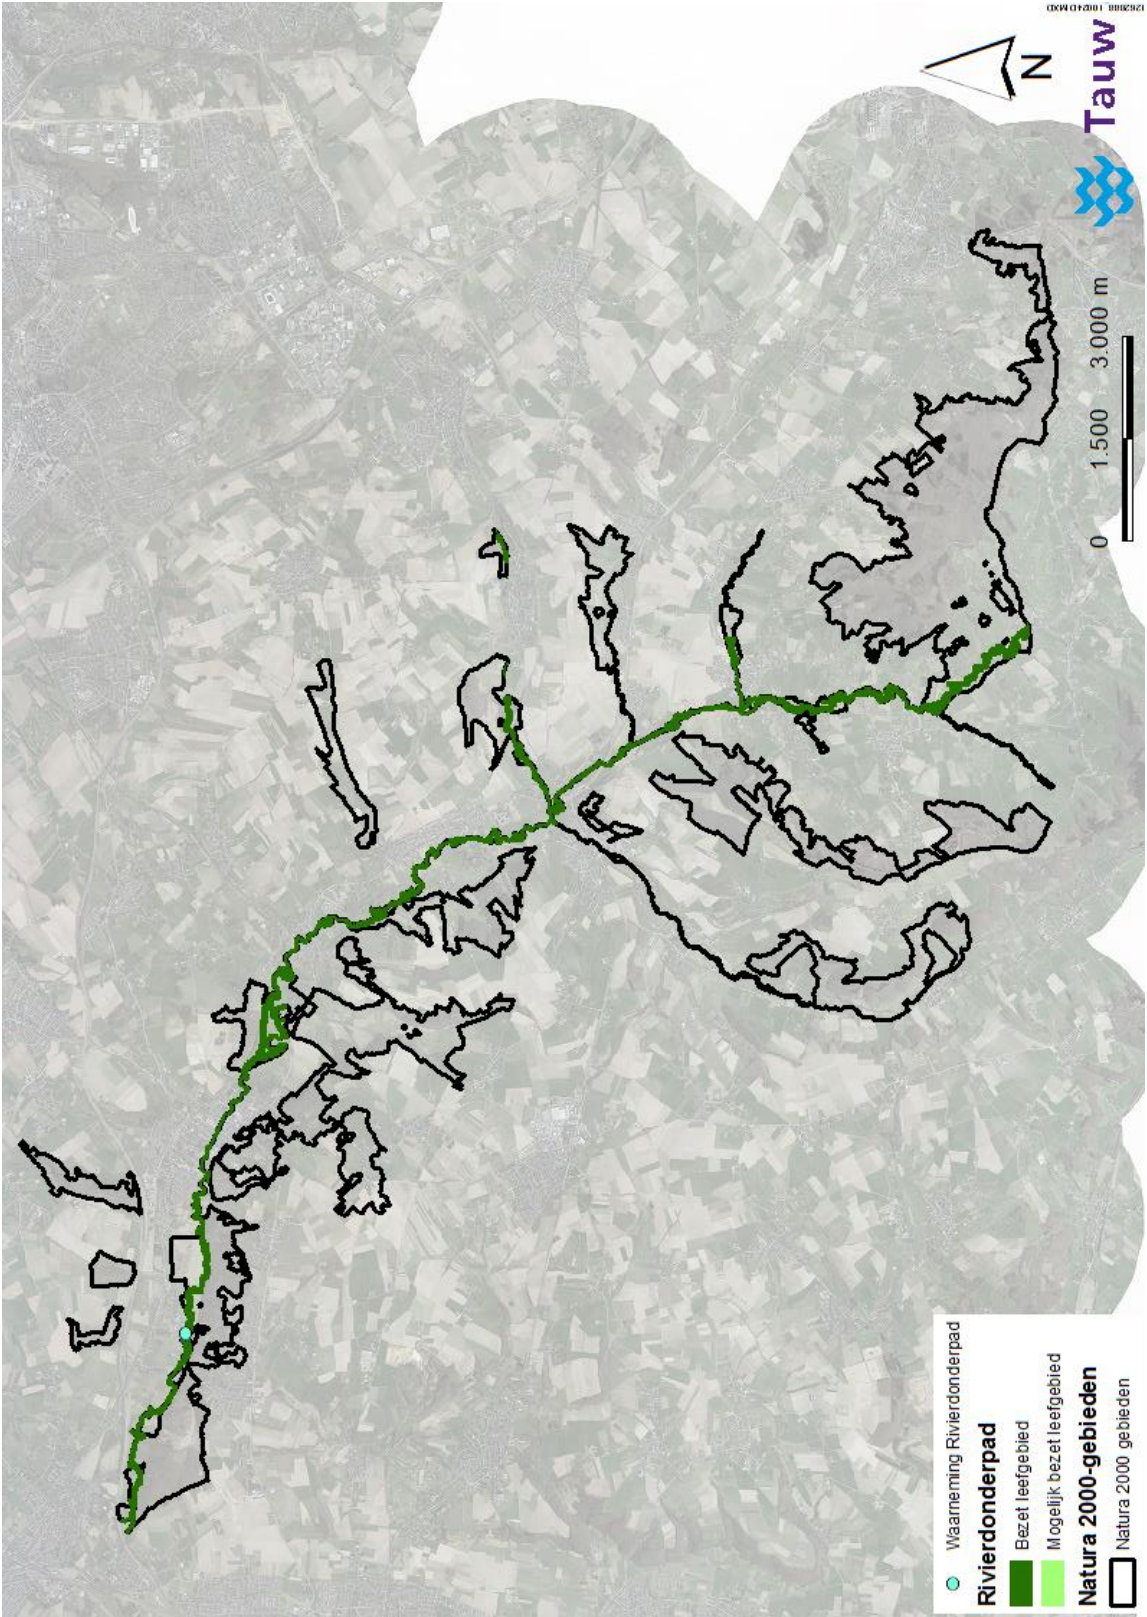 N
Tauw
0 1.500 3.000 m
Waarneming Rivierdonderpad
Rivierdonderpad
Bezet leefgebied
Mogelijk bezet leefgebied
Natura 2000-gebieden
Natura 2000 gebieden